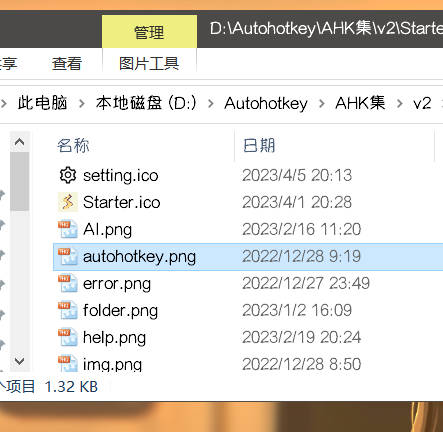 管理 D:\Autohotkey\AHK集\v2\Starte
享 查看 图片工具
此电脑 本地磁盘 (D:) Autohotkey AHK集 v2
名称 日期
setting.ico 2023/4/5 20:13
Starter.ico 2023/4/1 20:28
AI.png 2023/2/16 11:20
autohotkey.png 2022/12/28 9:19
error.png 2022/12/27 23:49
folder.png 2023/1/2 16:09
help.png 2023/2/19 20:24
img.png 2022/12/28 8:50
个项目 1.32 KB